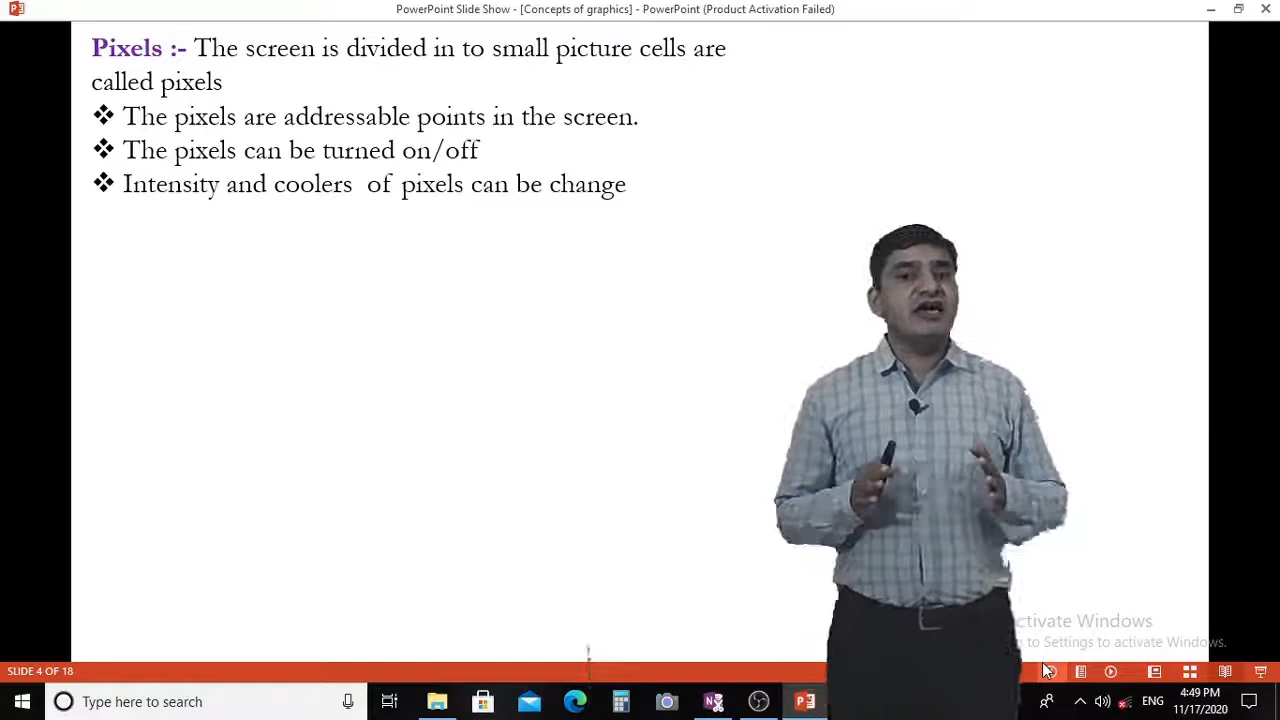 PowerPoint Slide Show - [Concepts of graphics] - PowerPoint (Product Activation Failed)
Pixels :- The screen is divided in to small picture cells are
called pixels
❖ The pixels are addressable points in the screen.
❖ The pixels can be turned on/off
❖ Intensity and coolers of pixels can be change
ctivate Windows
to Settings to activate Windows.
SLIDE 4 OF 18
Type here to search
ENG
4:49 PM
11/17/2020